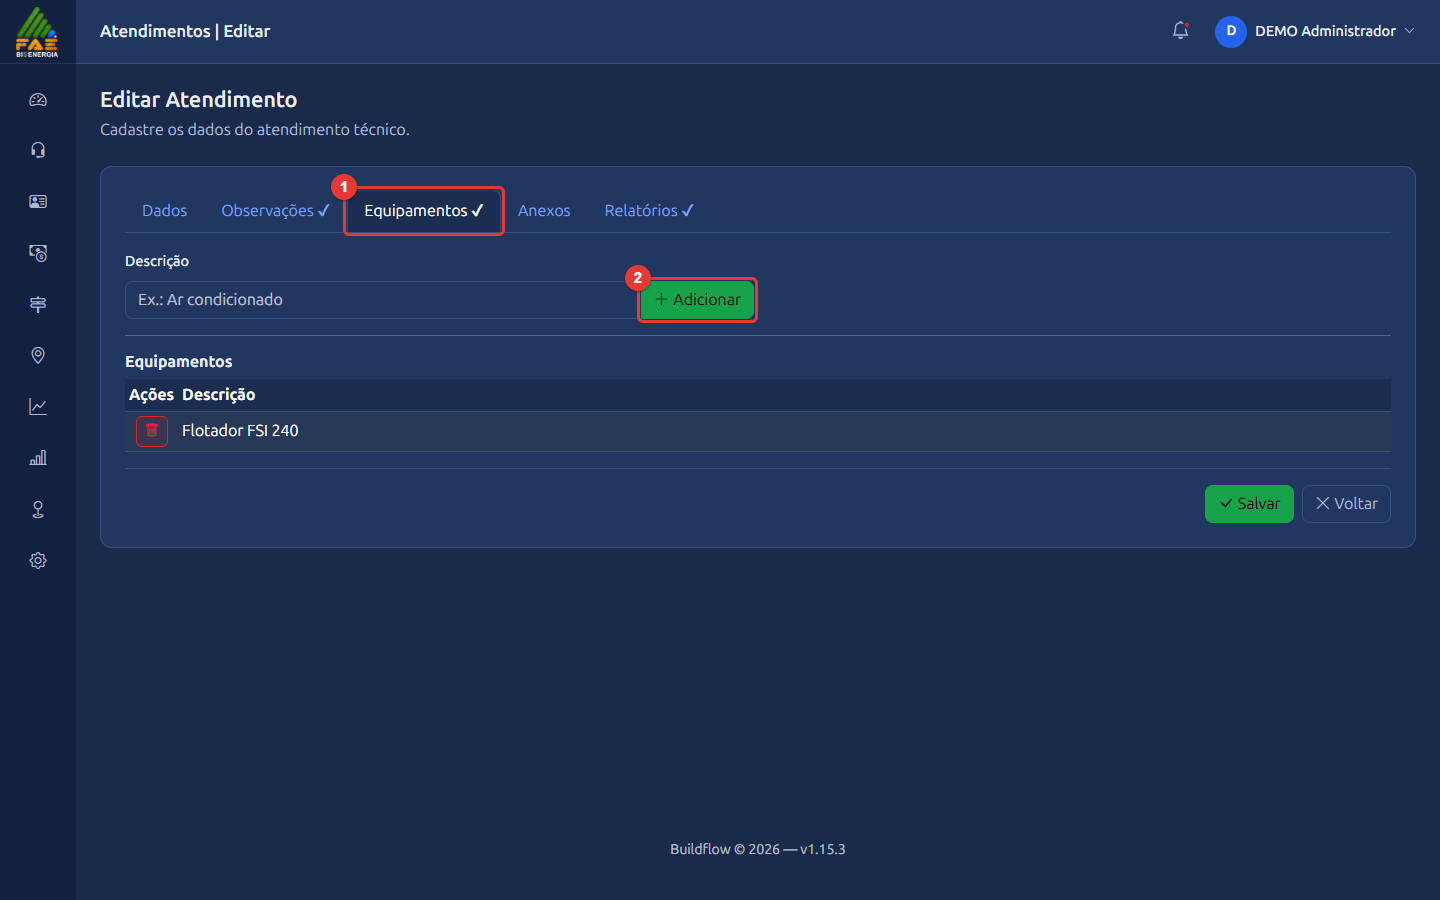 FAE
BIOENERGIA
Atendimentos | Editar
D
DEMO Administrador
Editar Atendimento
Cadastre os dados do atendimento técnico.
1
Dados
Observações ✓
Equipamentos ✓
Anexos
Relatórios ✓
Descrição
2
Ex.: Ar condicionado
+ Adicionar
Equipamentos
Ações Descrição
Flotador FSI 240
✓ Salvar
✕ Voltar
Buildflow © 2026 — v1.15.3